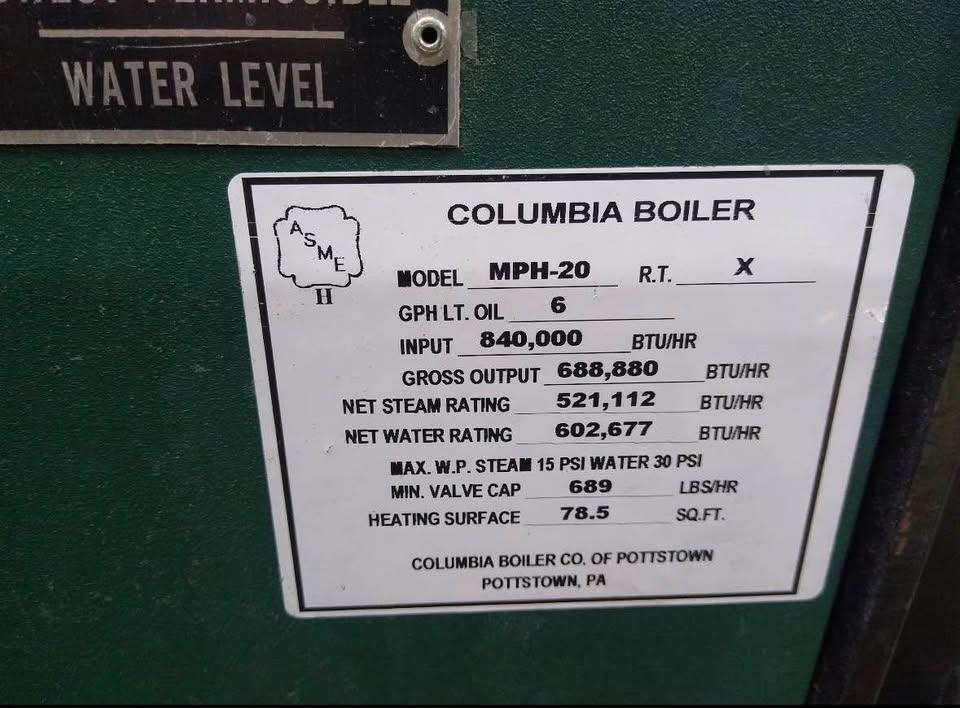 WATER LEVEL
COLUMBIA BOILER
ASME
H
MODEL MPH-20 R.T. X
GPH LT. OIL 6
INPUT 840,000 BTU/HR
GROSS OUTPUT 688,880 BTU/HR
NET STEAM RATING 521,112 BTU/HR
NET WATER RATING 602,677 BTU/HR
MAX. W.P. STEAM 15 PSI WATER 30 PSI
MIN. VALVE CAP 689 LBS/HR
HEATING SURFACE 78.5 SQ.FT.
COLUMBIA BOILER CO. OF POTTSTOWN
POTTSTOWN, PA